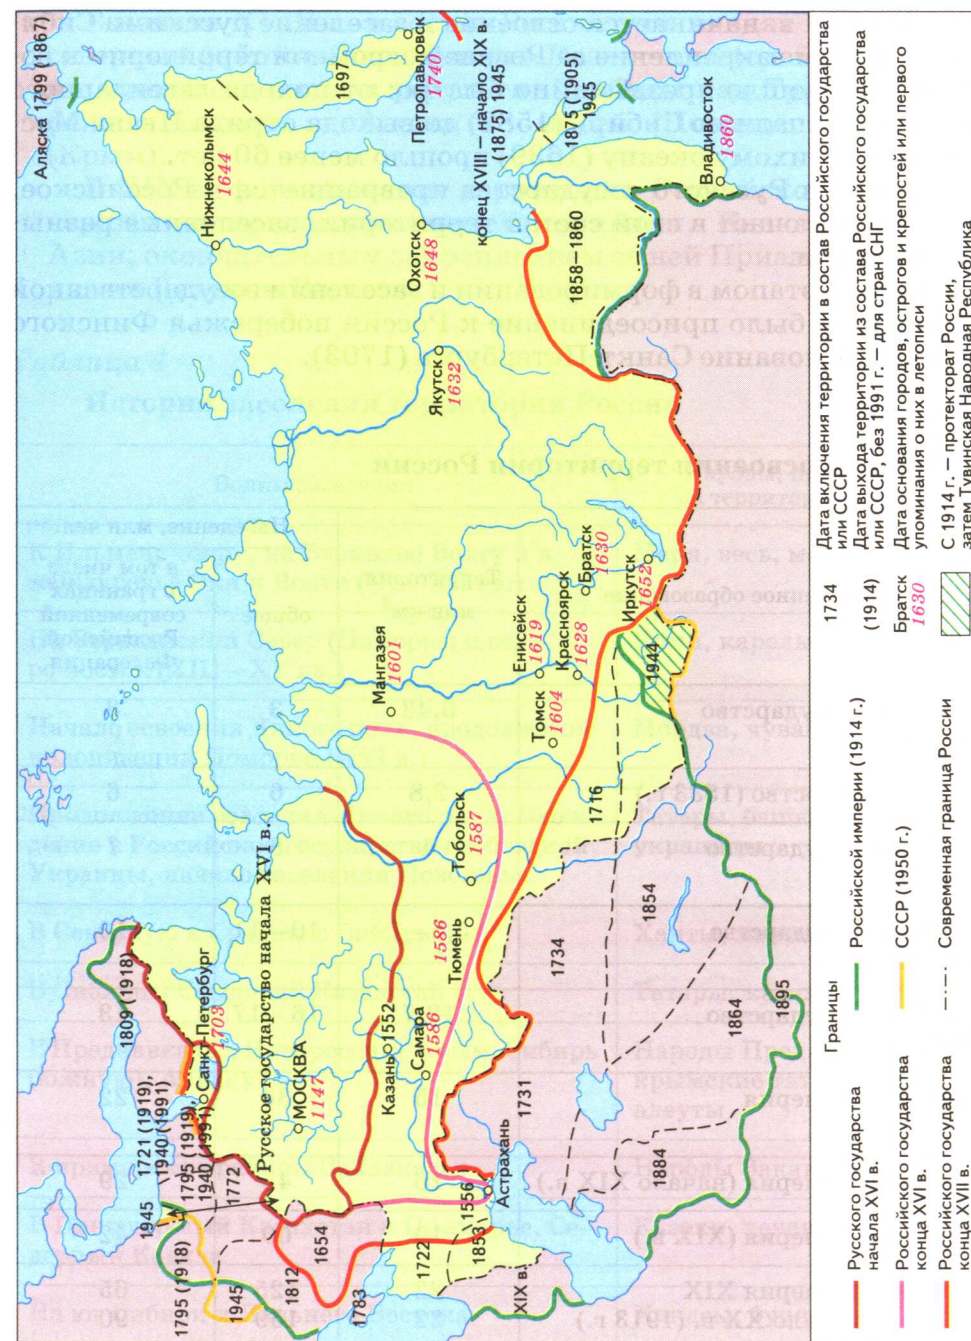 Аляска
1799 (1867)
Нижнеколымск
1644
1697
Петропавловск
1740
Охотск
1648
конец XVIII – начало XIX в.
(1875) 1945
1875 (1905)
1945
Якутск
1632
1858
1860
Владивосток
1860
Мангазея
1601
Енисейск
1619
Братск
1630
Красноярск
1628
Иркутск
1652
Томск
1604
1944
1716
Тобольск
1587
Тюмень
1586
1734
1854
1864
1895
1809 (1918)
Санкт-Петербург
1703
1721 (1919),
1940 (1991)
1795 (1919),
1940 (1991)
1772
1945
1795 (1918)
1945
Русское государство начала XVI в.
МОСКВА
1147
Казань
1552
Самара
1586
1731
1654
1812
1783
1556
Астрахань
1722
1853
1884
XIX в.
Границы
Русского государства
начала XVI в.
Российского государства
конца XVI в.
Российского государства
конца XVII в.
Российской империи (1914 г.)
СССР (1950 г.)
Современная граница России
1734
Дата включения территории в состав Российского государства
или СССР
(1914)
Дата выхода территории из состава Российского государства
или СССР, без 1991 г. – для стран СНГ
Братск
1630
Дата основания городов, острогов и крепостей или первого
упоминания о них в летописи
С 1914 г. – протекторат России,
затем Тувинская Народная Республика